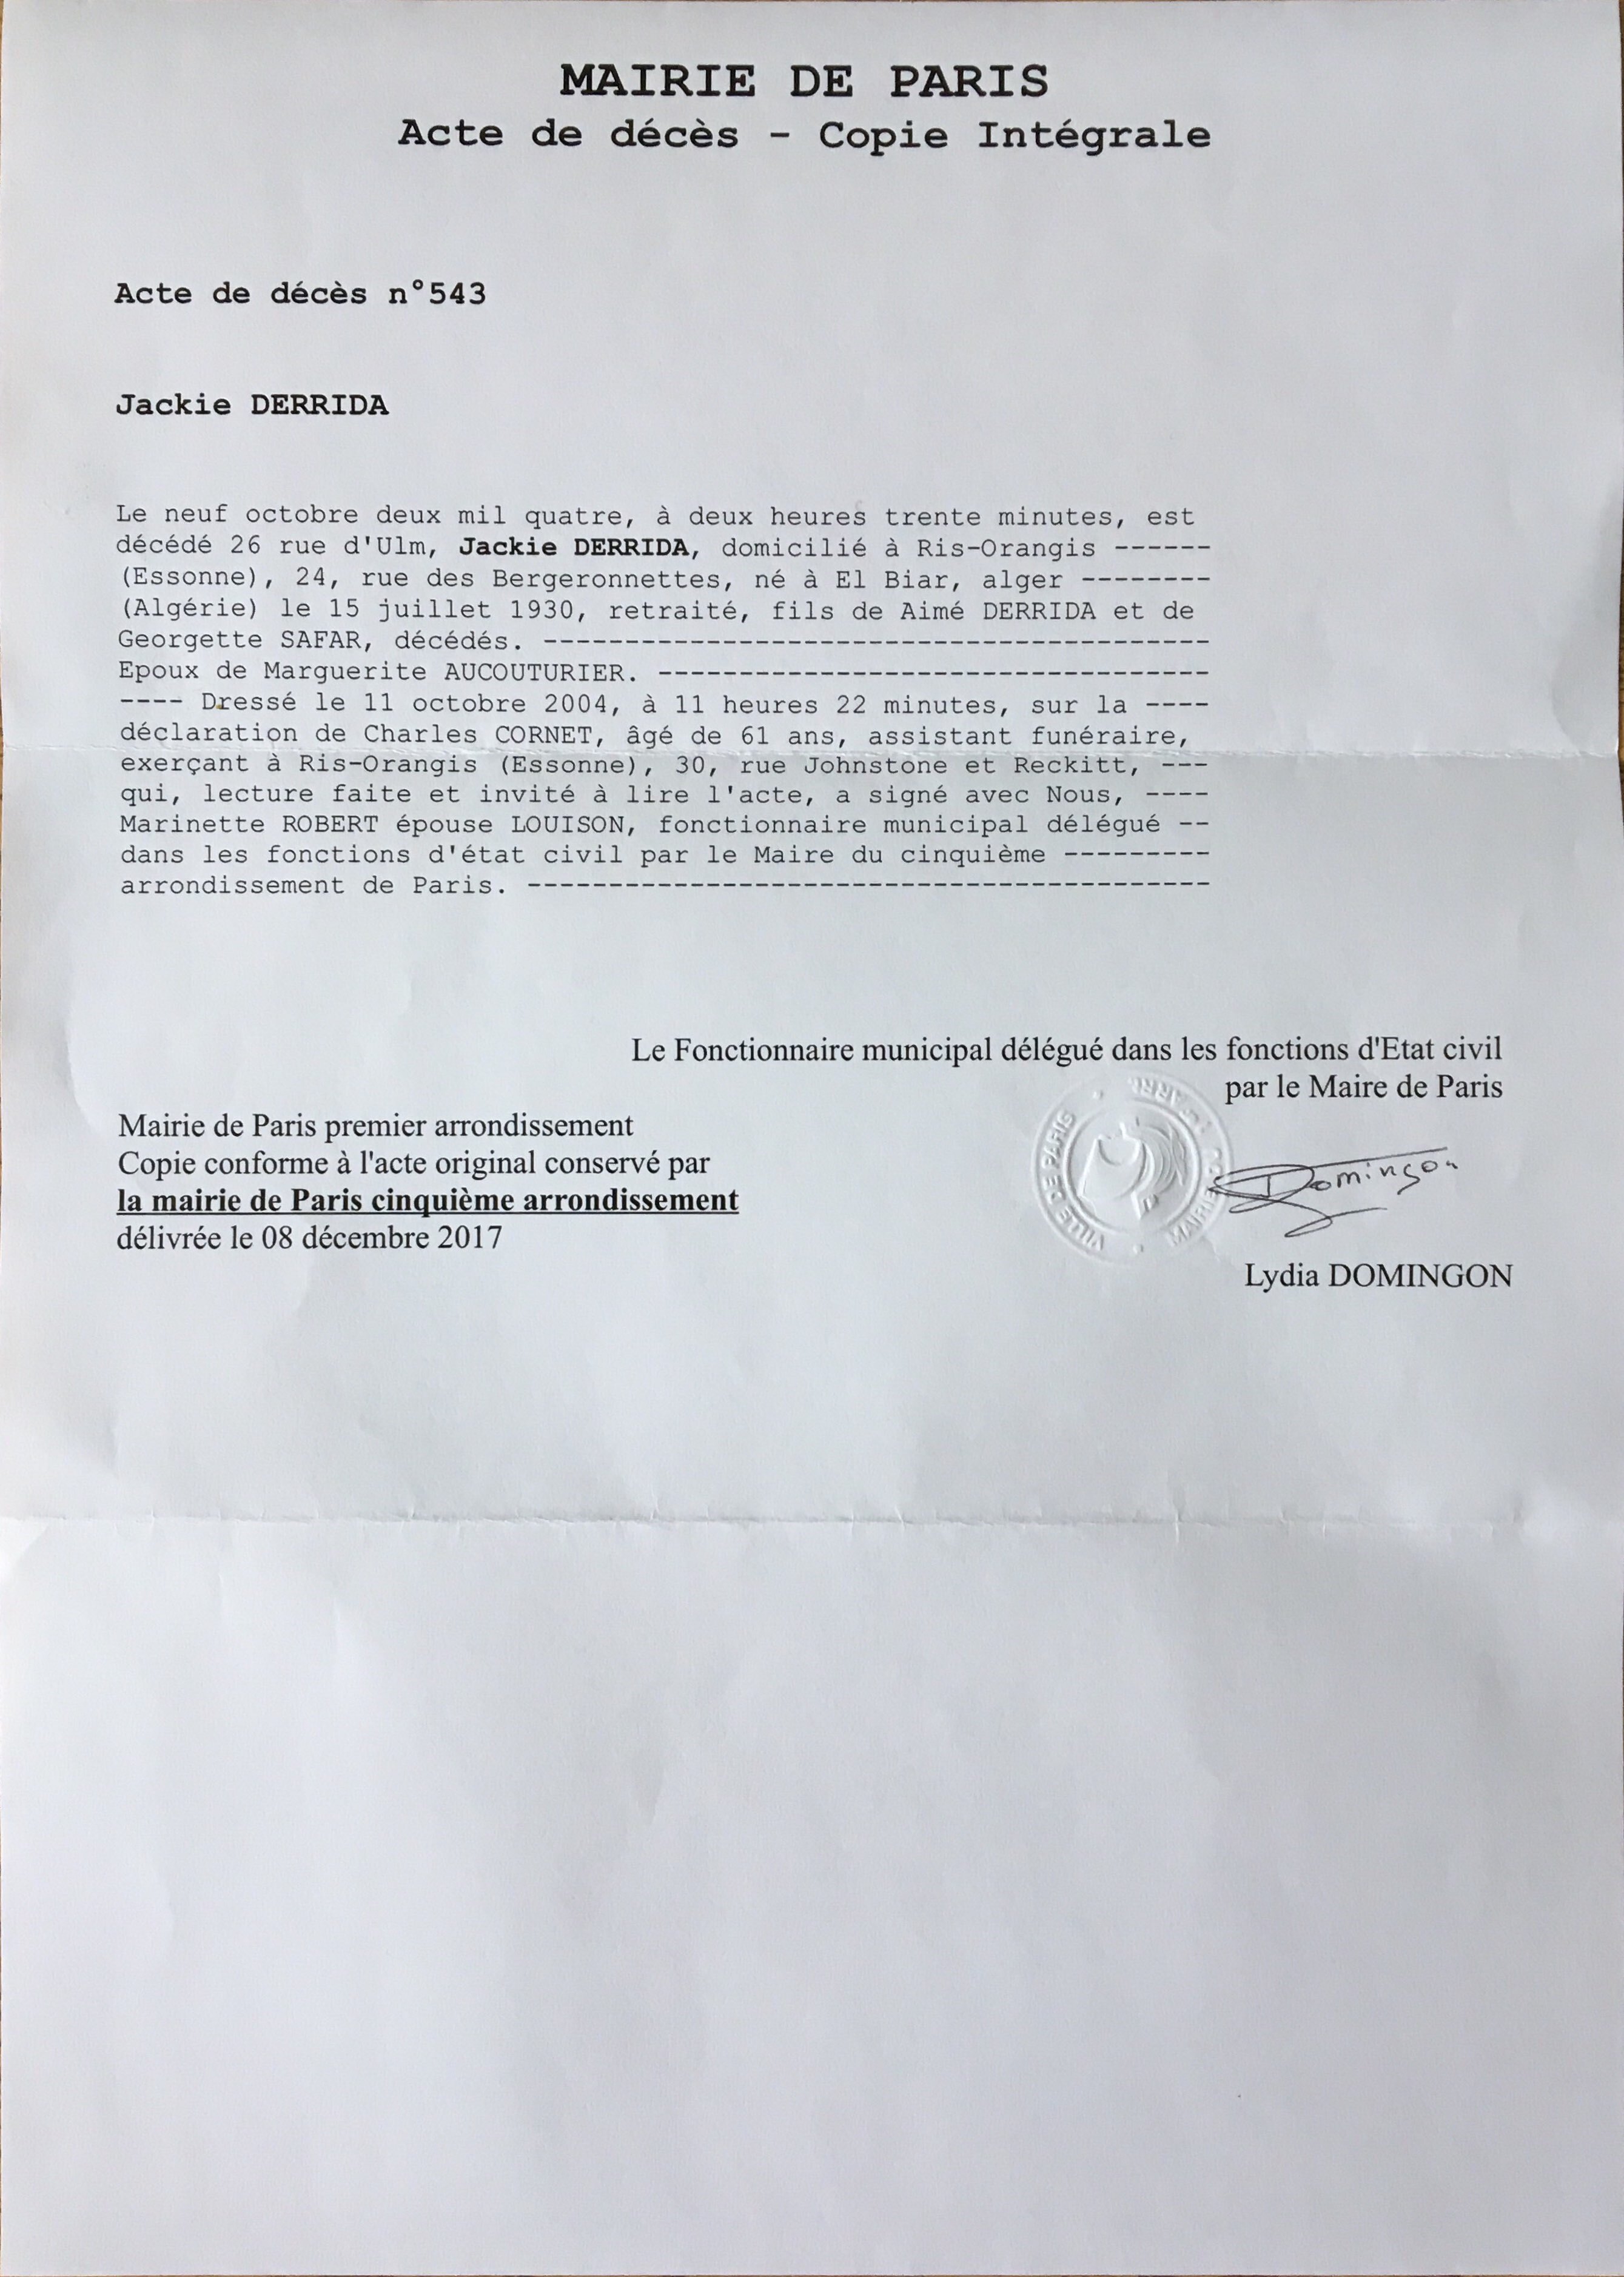 MAIRIE DE PARIS
Acte de décès - Copie Intégrale
Acte de décès n°543
Jackie DERRIDA
Le neuf octobre deux mil quatre, à deux heures trente minutes, est
décédé 26 rue d'Ulm, Jackie DERRIDA, domicilié à Ris-Orangis ------
(Essonne), 24, rue des Bergeronnettes, né à El Biar, alger --------
(Algérie) le 15 juillet 1930, retraité, fils de Aimé DERRIDA et de
Georgette SAFAR, décédés. -----------------------------------------
Epoux de Marguerite AUCOUTURIER. ----------------------------------
---- Dressé le 11 octobre 2004, à 11 heures 22 minutes, sur la ----
déclaration de Charles CORNET, âgé de 61 ans, assistant funéraire,
exerçant à Ris-Orangis (Essonne), 30, rue Johnstone et Reckitt, ---
qui, lecture faite et invité à lire l'acte, a signé avec Nous, ----
Marinette ROBERT épouse LOUISON, fonctionnaire municipal délégué --
dans les fonctions d'état civil par le Maire du cinquième ---------
arrondissement de Paris. ------------------------------------------
Le Fonctionnaire municipal délégué dans les fonctions d'Etat civil
par le Maire de Paris
Mairie de Paris premier arrondissement
Copie conforme à l'acte original conservé par
la mairie de Paris cinquième arrondissement
délivrée le 08 décembre 2017
VILLE DE PARIS
MAIRIE
Domingon
Lydia DOMINGON